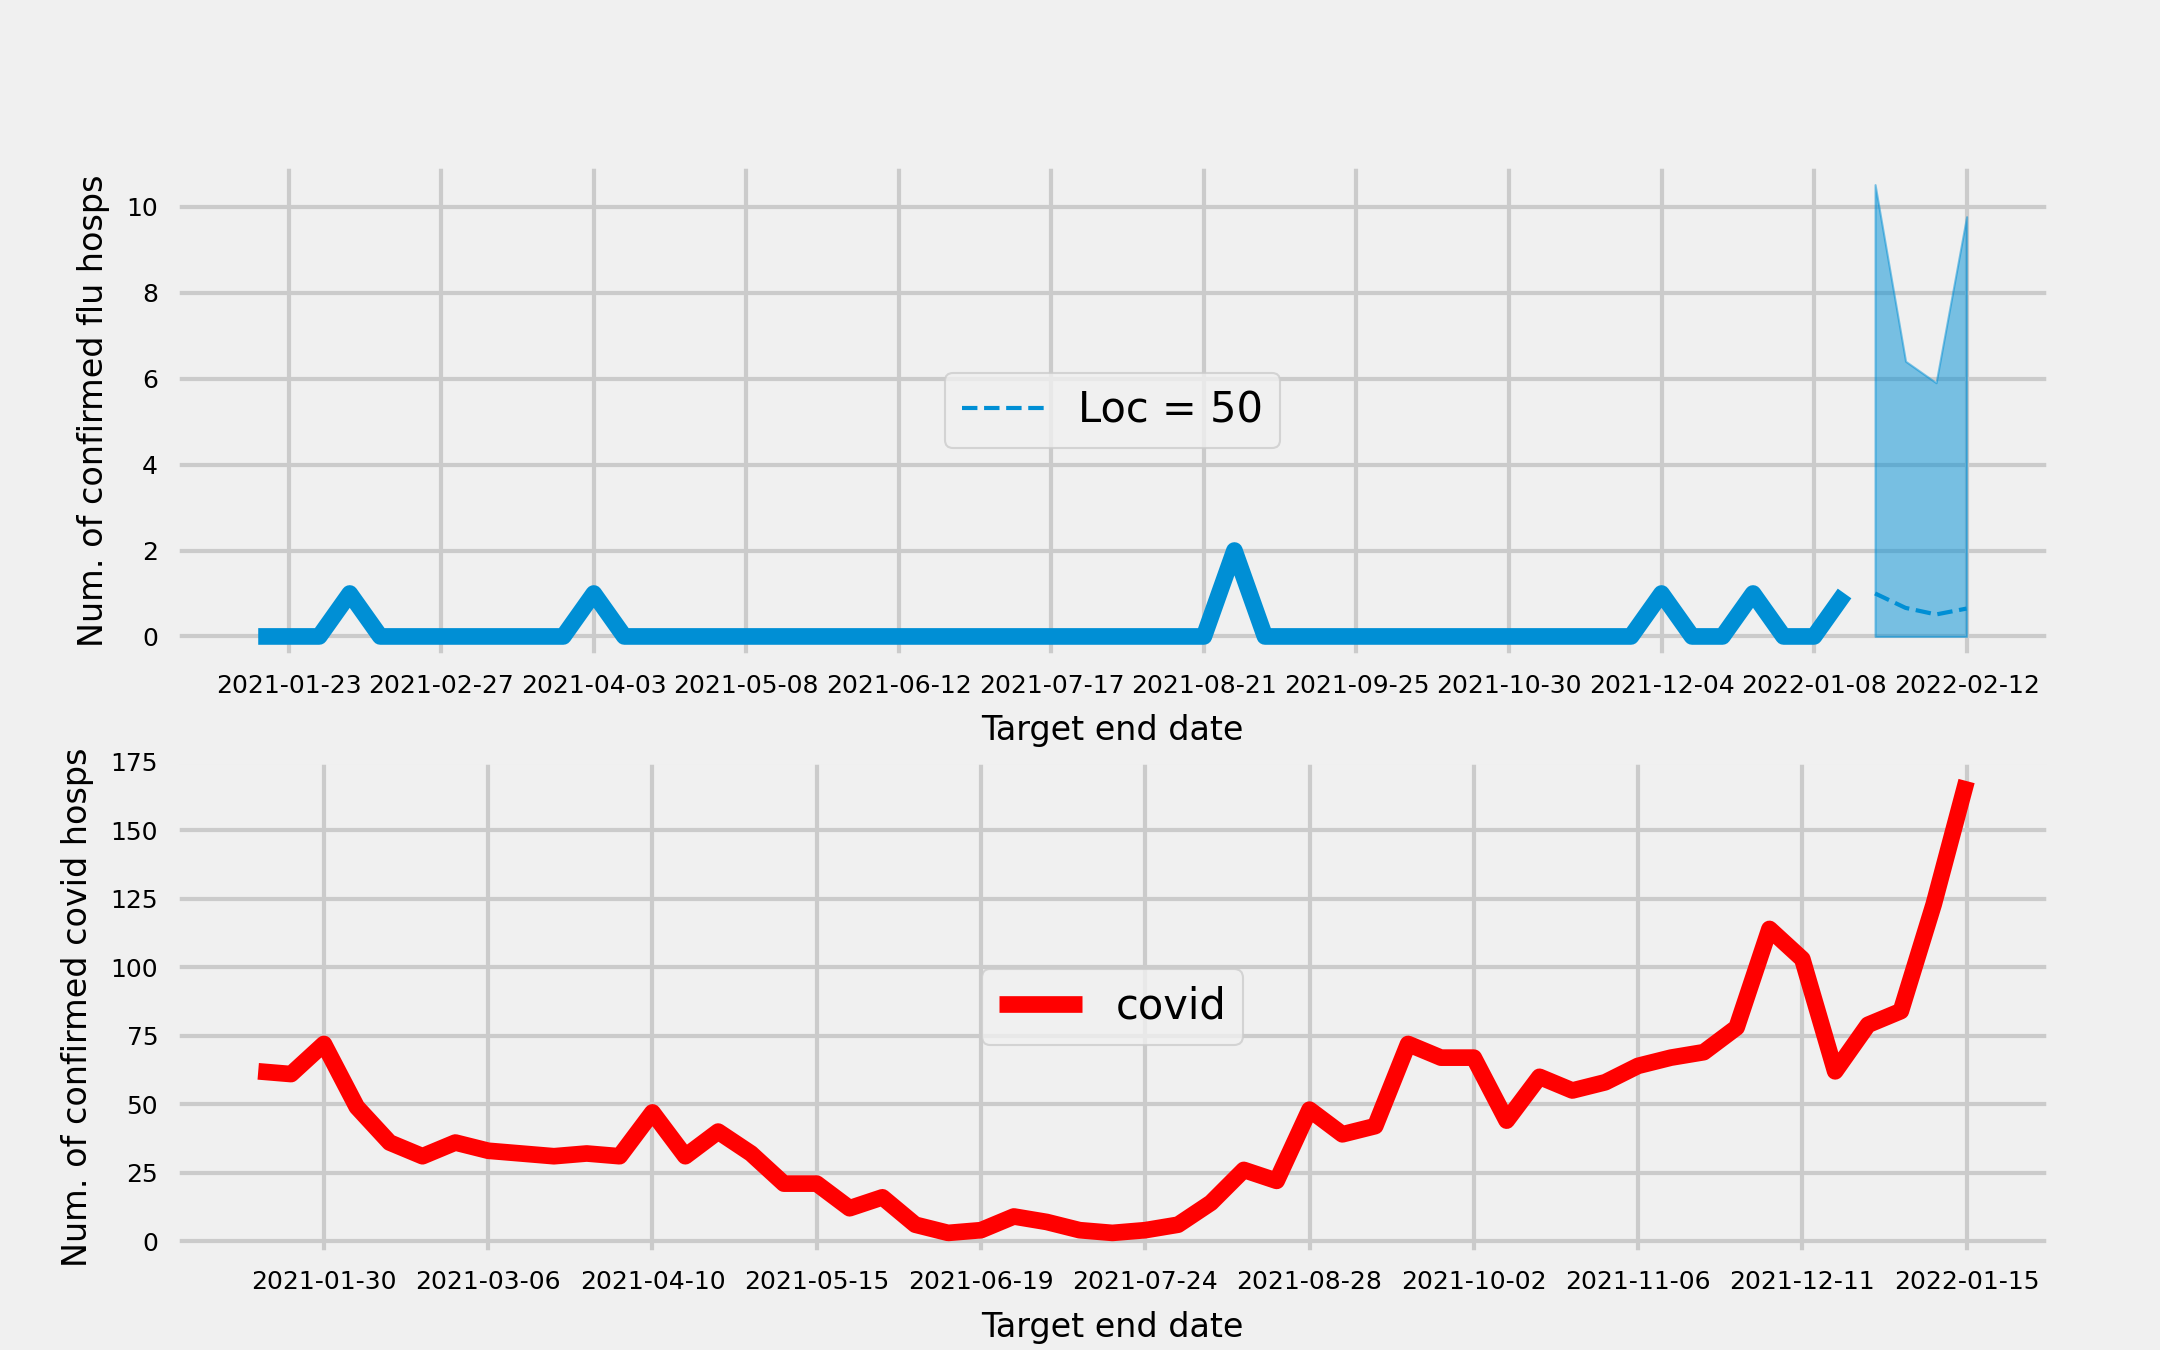 Num. of confirmed flu hosps
10
8
6
4
2
0
Loc = 50
2021-01-23 2021-02-27 2021-04-03 2021-05-08 2021-06-12 2021-07-17 2021-08-21 2021-09-25 2021-10-30 2021-12-04 2022-01-08 2022-02-12
Target end date
Num. of confirmed covid hosps
175
150
125
100
75
50
25
0
covid
2021-01-30 2021-03-06 2021-04-10 2021-05-15 2021-06-19 2021-07-24 2021-08-28 2021-10-02 2021-11-06 2021-12-11 2022-01-15
Target end date